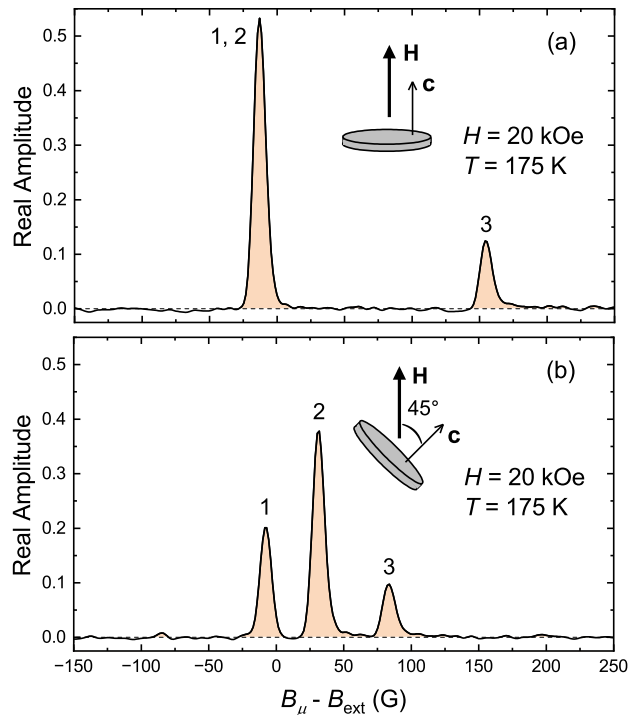 (a)
1, 2
H
c
H = 20 kOe
T = 175 K
3
0.5
0.4
0.3
0.2
0.1
0.0
Real Amplitude
(b)
H
45°
c
2
H = 20 kOe
T = 175 K
1
3
0.5
0.4
0.3
0.2
0.1
0.0
Real Amplitude
−150 −100 −50 0 50 100 150 200 250
Bμ - Bext (G)